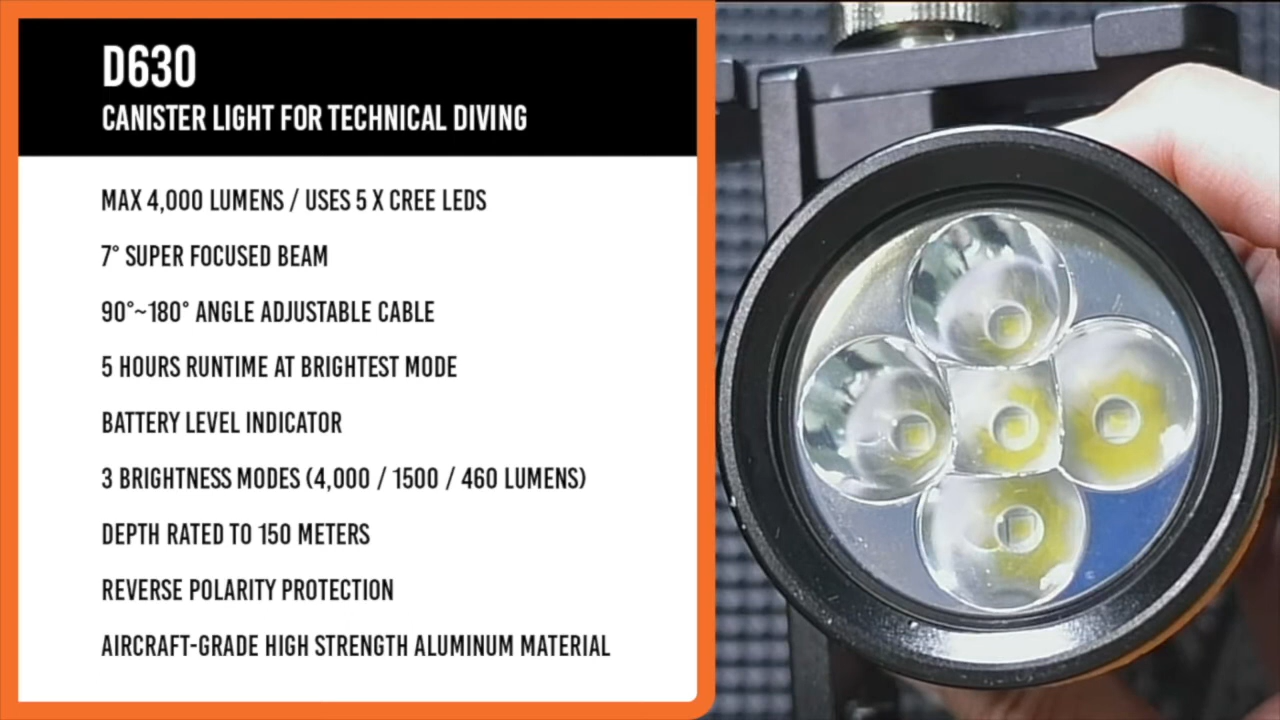 D630
CANISTER LIGHT FOR TECHNICAL DIVING
MAX 4,000 LUMENS / USES 5 X CREE LEDS
7° SUPER FOCUSED BEAM
90°~180° ANGLE ADJUSTABLE CABLE
5 HOURS RUNTIME AT BRIGHTEST MODE
BATTERY LEVEL INDICATOR
3 BRIGHTNESS MODES (4,000 / 1500 / 460 LUMENS)
DEPTH RATED TO 150 METERS
REVERSE POLARITY PROTECTION
AIRCRAFT-GRADE HIGH STRENGTH ALUMINUM MATERIAL